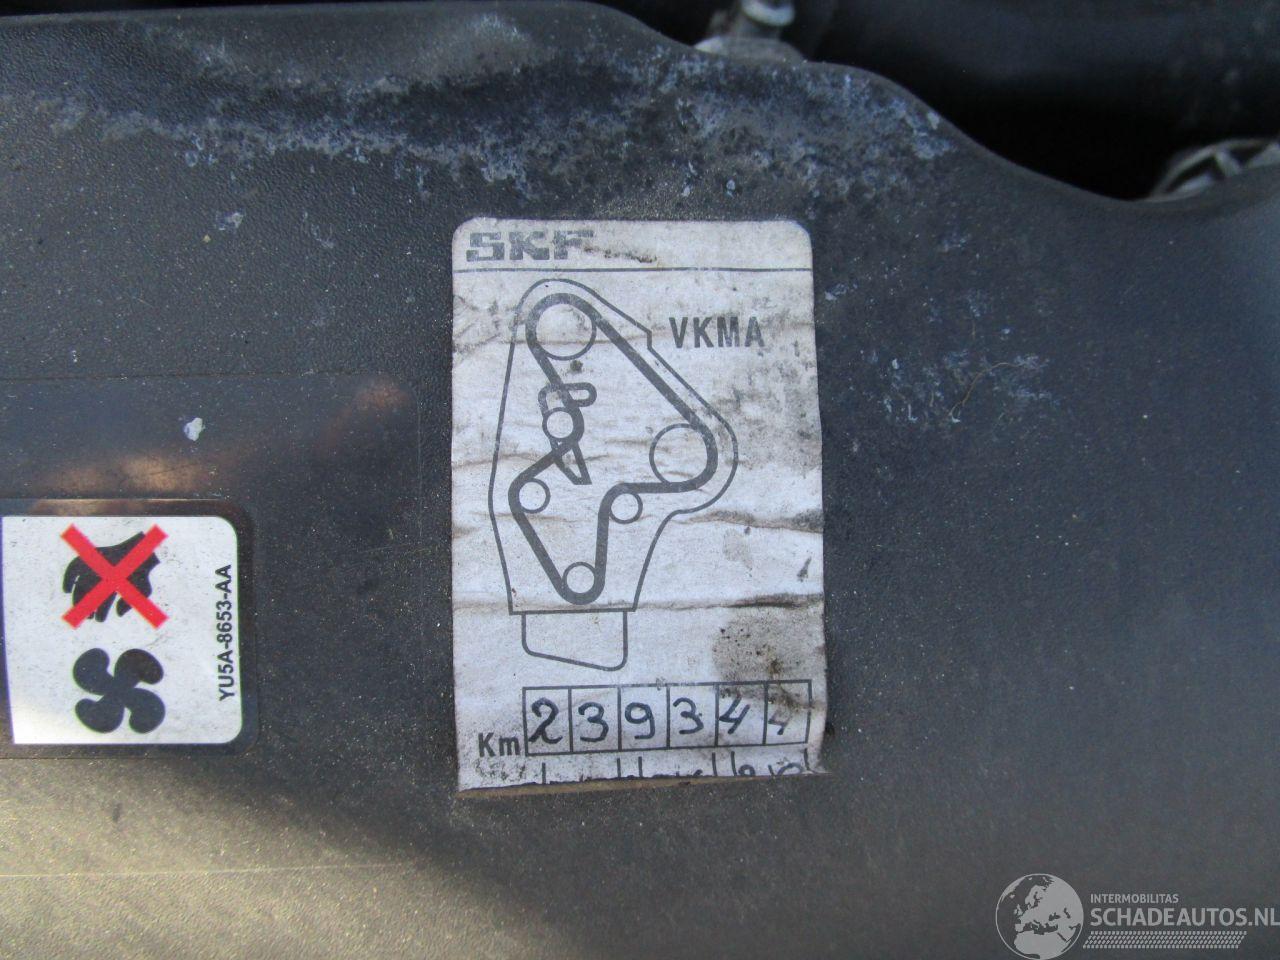 SKF
VKMA
YU5A-8653-AA
Km 239344
INTERMOBILITAS
SCHADEAUTOS.NL